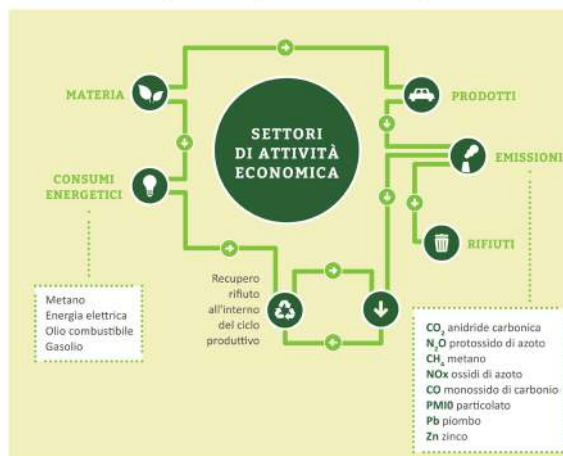 MATERIA
PRODOTTI
SETTORI
DI ATTIVITÀ
ECONOMICA
EMISSIONI
CONSUMI
ENERGETICI
RIFIUTI
Recupero
rifiuto
all'interno
del ciclo
produttivo
Metano
Energia elettrica
Olio combustibile
Gasolio
CO₂ anidride carbonica
N₂O protossido di azoto
CH₄ metano
NOx ossidi di azoto
CO monossido di carbonio
PMI0 particolato
Pb piombo
Zn zinco